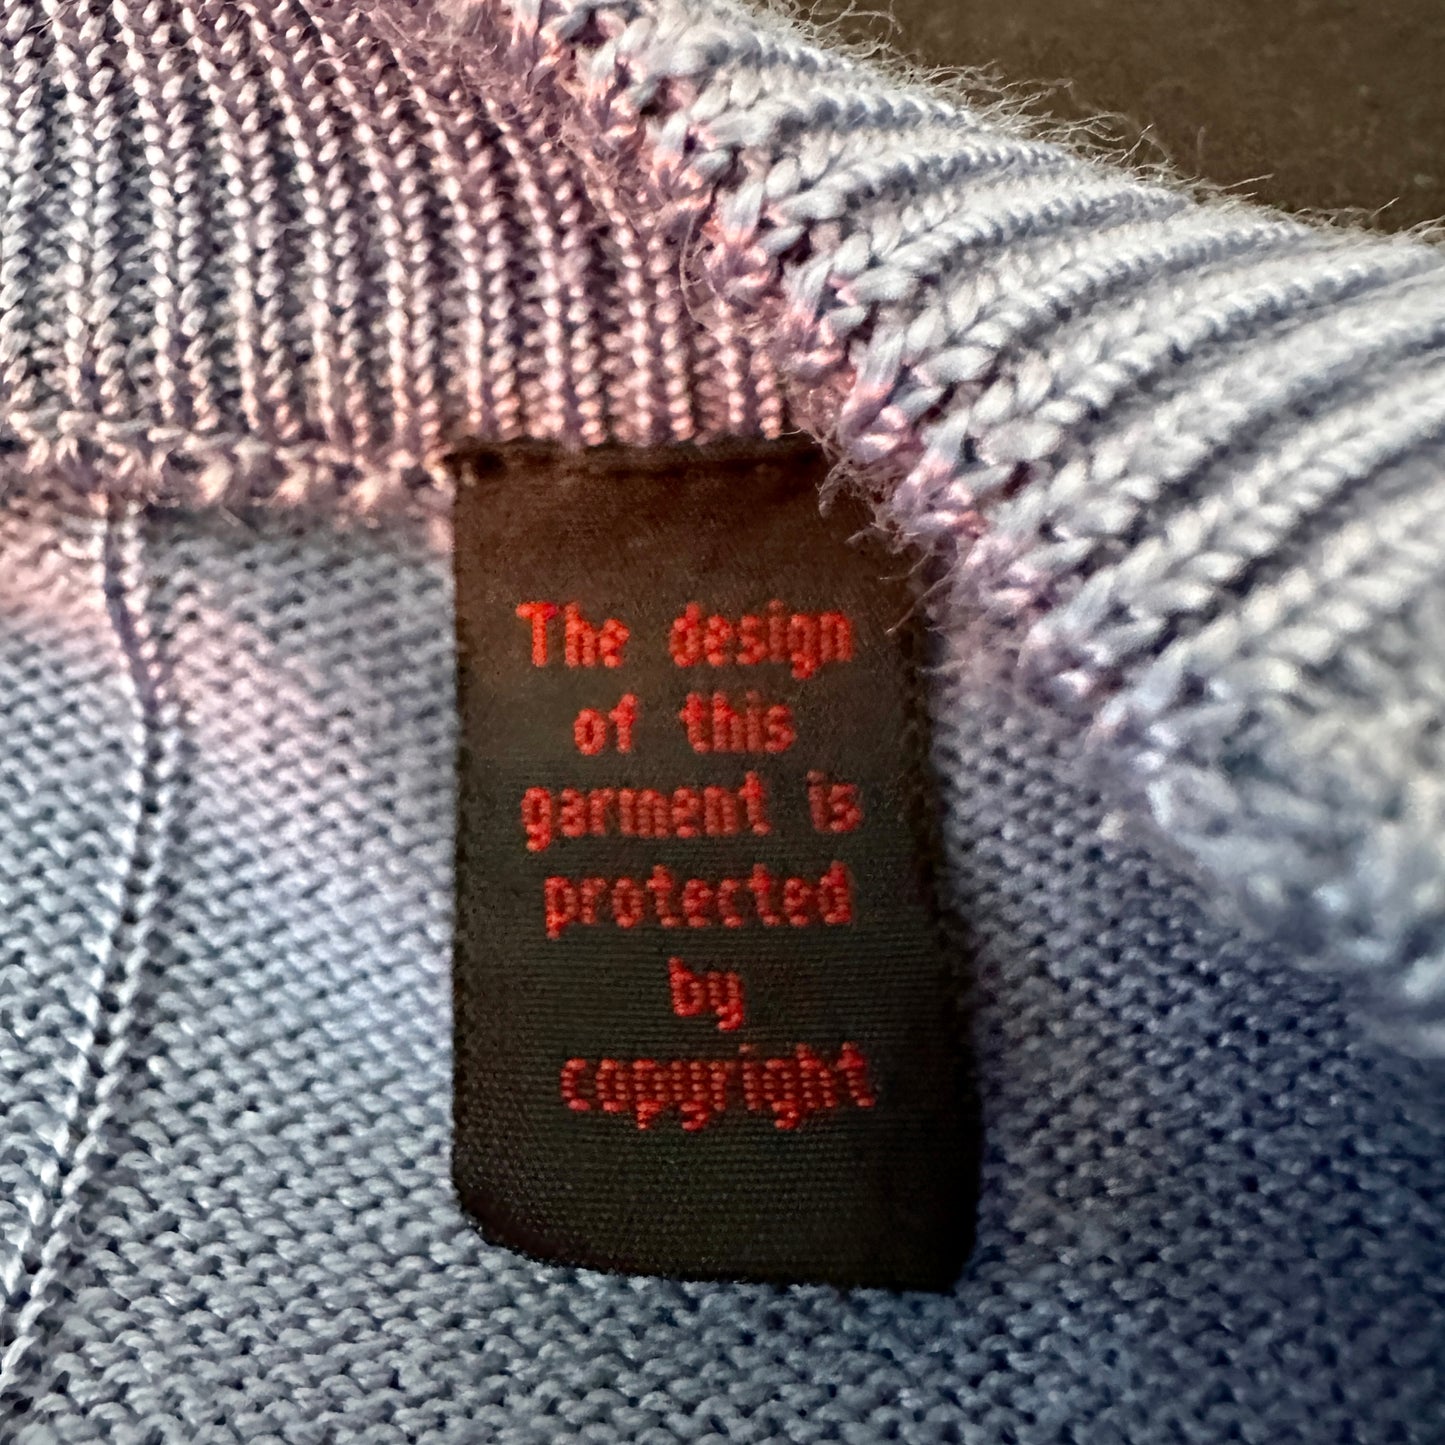 The design
of this
garment is
protected
by
copyright